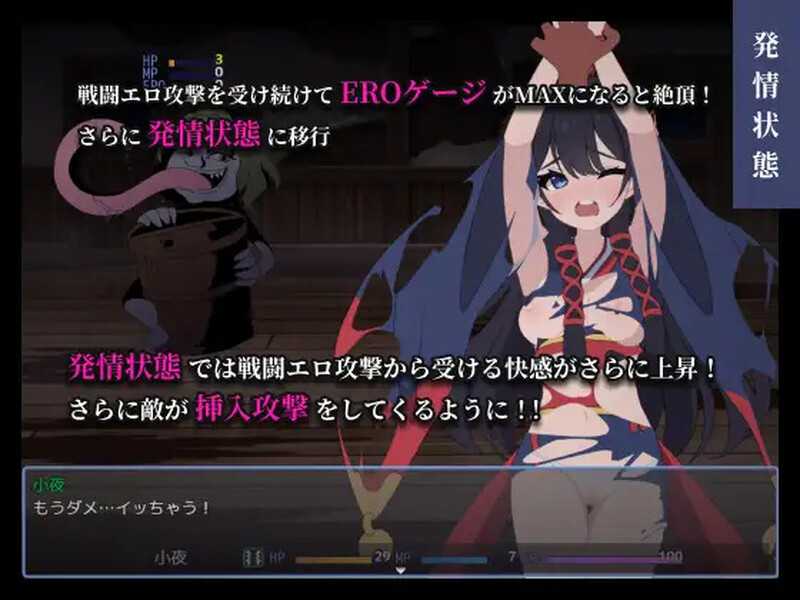 発情状態
HP 3
MP 0
ERO 0
戦闘エロ攻撃を受け続けて EROゲージ がMAXになると絶頂！
さらに 発情状態 に移行
発情状態 では戦闘エロ攻撃から受ける快感がさらに上昇！
さらに敵が 挿入攻撃 をしてくるように！！
小夜
もうダメ…イッちゃう！
小夜 HP 29 MP 7 100